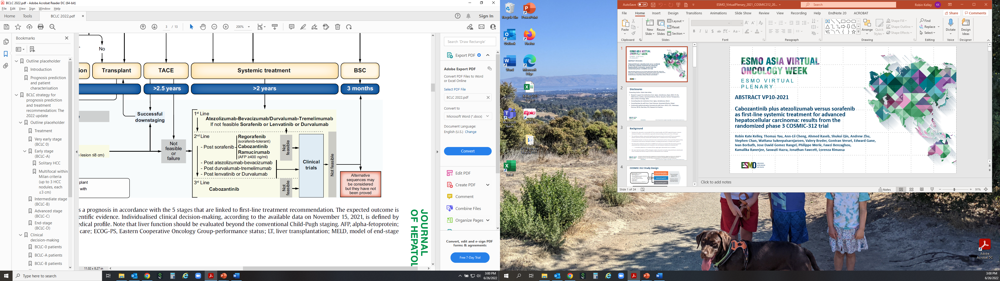 BCLC 2022.pdf - Adobe Acrobat Reader DC (64-bit)
File Edit View Sign Window Help
Home Tools BCLC 2022.pdf × Sign In
3 / 13 200%
Bookmarks
Outline placeholder
Introduction
Prognosis prediction
and patient
characterisation
BCLC strategy for
prognosis prediction
and treatment
recommendation: The
2022 update
Outline placeholder
Treatment
Very early stage
(BCLC 0)
Early stage
(BCLC-A)
Solitary HCC
Multifocal within
Milan criteria
(up to 3 HCC
nodules, each
≤3 cm)
Intermediate stage
(BCLC-B)
Advanced stage
(BCLC-C)
End-stage
(BCLC-D)
Clinical
decision-making
BCLC-0 patients
BCLC-A patients
BCLC-B patients
No
ion Transplant TACE Systemic treatment BSC
>2.5 years >2 years 3 months
e
Successful
downstaging
lesion ≤8 cm)
Not
feasible
or
failure
plant
with
1st Line
Atezolizumab-Bevacizumab/Durvalumab-Tremelimumab
If not feasible Sorafenib or Lenvatinib or Durvalumab
2nd Line
- Post sorafenib
Regorafenib
(sorafenib-tolerant)
Cabozantinib
Ramucirumab
(AFP ≥400 ng/ml)
- Post atezolizumab-bevacizumab
- Post durvalumab-tremelimumab
- Post lenvatinib or Durvalumab
3rd Line
Cabozantinib
Not
feasible
Not
feasible
Clinical
trials
Not feasible
Alternative
sequences may
be considered
but they have not
been proved
s a prognosis in accordance with the 5 stages that are linked to first-line treatment recommendation. The expected outcome is
entific evidence. Individualised clinical decision-making, according to the available data on November 15, 2021, is defined by
edical profile. Note that liver function should be evaluated beyond the conventional Child-Pugh staging. AFP, alpha-fetoprotein;
care; ECOG-PS, Eastern Cooperative Oncology Group-performance status; LT, liver transplantation; MELD, model of end-stage
JOURNAL
OF HEPATOL
11.02 x 8.27 in
Search 'Draw Rectangle'
Export PDF
Adobe Export PDF
Convert PDF Files to Word
or Excel Online
Select PDF File
BCLC 2022.pdf
Convert to
Microsoft Word (*.docx)
Document Language:
English (U.S.) Change
Convert
Edit PDF
Create PDF
Comment
Combine Files
Organize Pages
Convert, edit and e-sign PDF
forms & agreements
Free 7-Day Trial
Type here to search
3:00 PM
6/26/2022
Recycle Bin
PowerPoint
Outlook
Firefox
Word
Microsoft
Edge
Kelley COI
Tracker
Microsoft
Teams
Epic
APeX
R21 Reviews
March 2022
Excel
Adobe
Acrobat DC
AutoSave Off ESMO_VirtualPlenary_2021_COSMIC312_20... Search Robin Kelley KK
File Home Insert Design Transitions Animations Slide Show Review View Recording Help EndNote 20 ACROBAT Share Comments
Paste
New
Slide
Reuse
Slides
Layout
Reset
Section
Arrange
Quick
Styles
Shape Fill
Shape Outline
Shape Effects
Find
Replace
Select
Dictate
Design
Ideas
Clipboard Slides Font Paragraph Drawing Editing Voice Designer
1
2
Disclosures
3
Background
4
COSMIC-312 Study Design
ESMO ASIA VIRTUAL
ONCOLOGY WEEK
ESMO VIRTUAL
PLENARY
ABSTRACT VP10-2021
Cabozantinib plus atezolizumab versus sorafenib
as first-line systemic treatment for advanced
hepatocellular carcinoma: results from the
randomized phase 3 COSMIC-312 trial
Robin Kate Kelley, Thomas Yau, Ann-Lii Cheng, Ahmed Kaseb, Shukui Qin, Andrew Zhu,
Stephen Chan, Wattana Sukeepaisarnjaroen, Valery Breder, Gontran Verset, Edward Gane,
Ivan Borbath, Jose David Gomez Rangel, Philippe Merle, Fawzi Benzaghou,
Kamalika Banerjee, Saswati Hazra, Jonathan Fawcett, Lorenza Rimassa
ESMO
Click to add notes
Slide 1 of 24 Notes 91%
3:00 PM
6/26/2022